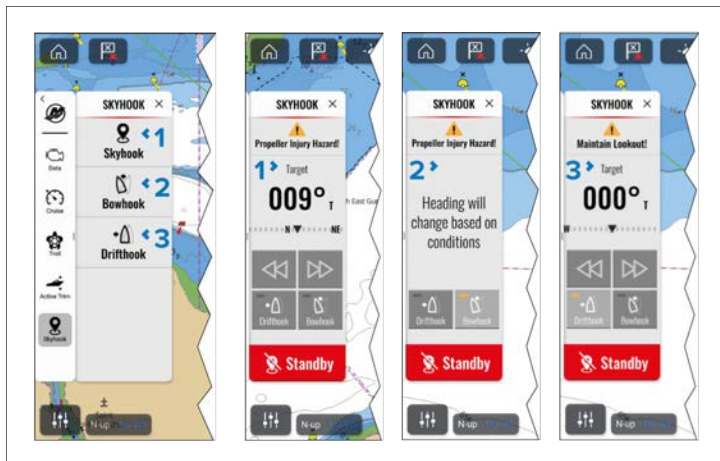 SKYHOOK ×
<1
Skyhook
<2
Bowhook
<3
Drifthook
Data
Cruise
Troll
Active Trim
Skyhook
N-up
SKYHOOK ×
Propeller Injury Hazard!
1> Target
009° T
N NE
Drifthook
Bowhook
Standby
N-up
SKYHOOK ×
Propeller Injury Hazard!
2>
Heading will
change based on
conditions
Drifthook
Bowhook
Standby
N-up
SKYHOOK ×
Maintain Lookout!
3> Target
000° T
W
Drifthook
Bowhook
Standby
N-up